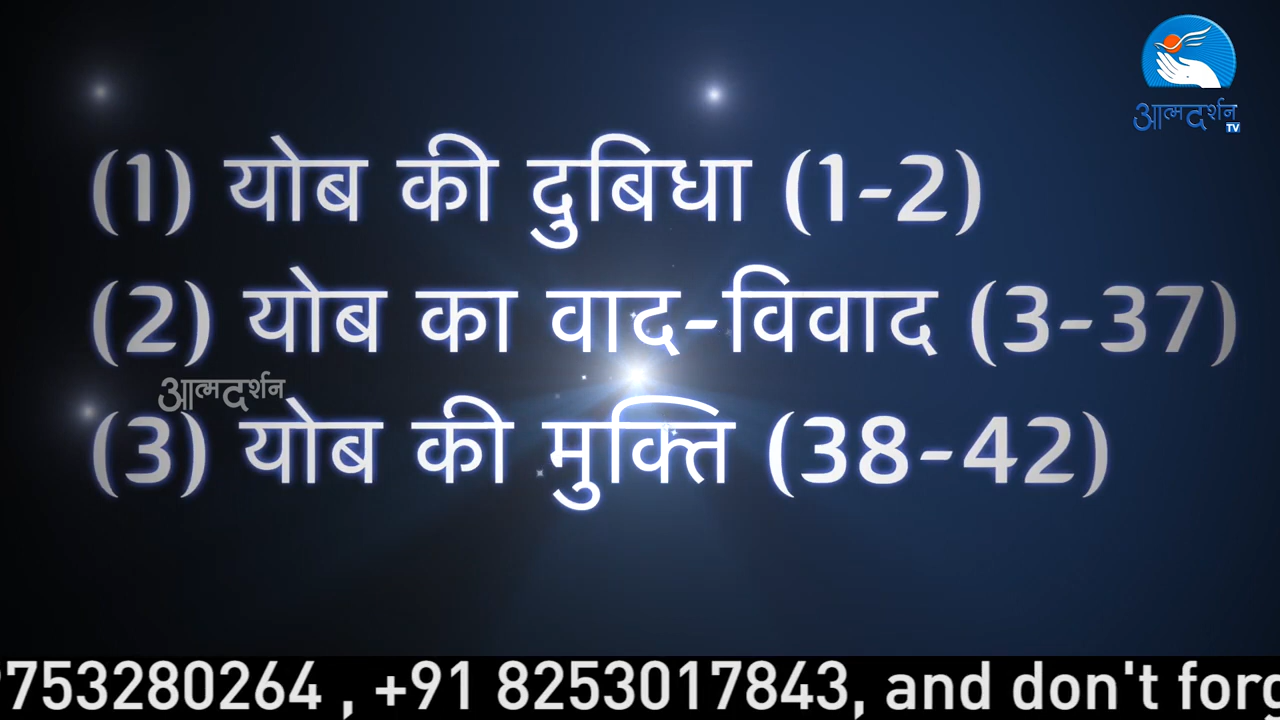 आत्मदर्शन
TV
(1) योब की दुबिधा (1-2)
(2) योब का वाद-विवाद (3-37)
आत्मदर्शन
(3) योब की मुक्ति (38-42)
753280264 , +91 8253017843, and don't forg